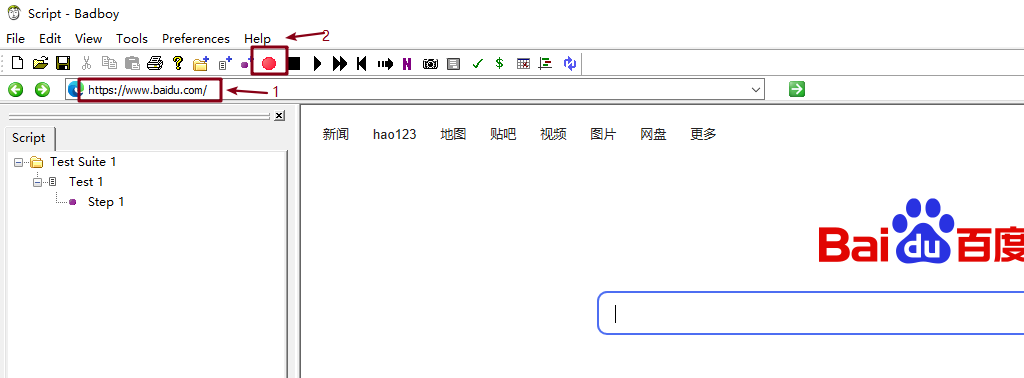 Script - Badboy
File Edit View Tools Preferences Help 2
N $
https://www.baidu.com/ 1
Script
Test Suite 1
Test 1
Step 1
新闻 hao123 地图 贴吧 视频 图片 网盘 更多
Bai du 百度